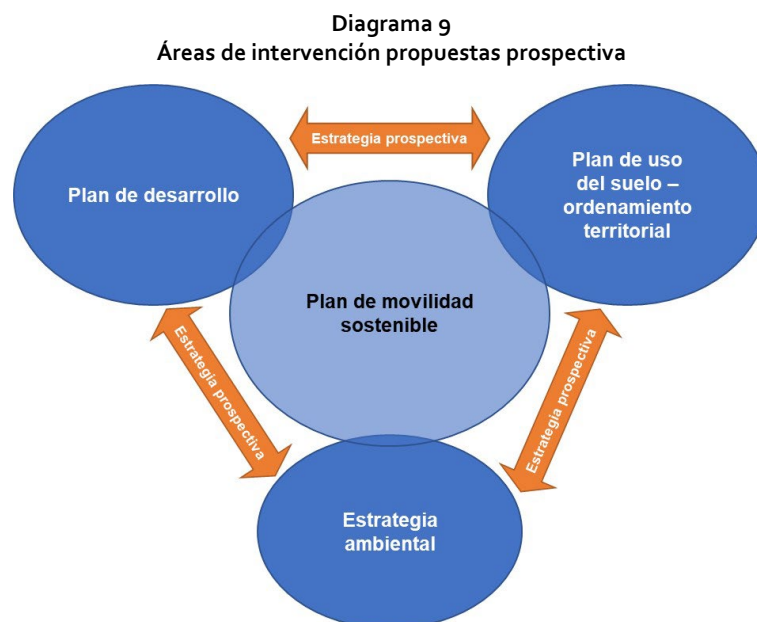 Diagrama 9
Áreas de intervención propuestas prospectiva
Estrategia prospectiva
Plan de desarrollo
Plan de uso
del suelo –
ordenamiento
territorial
Plan de movilidad
sostenible
Estrategia prospectiva
Estrategia prospectiva
Estrategia
ambiental